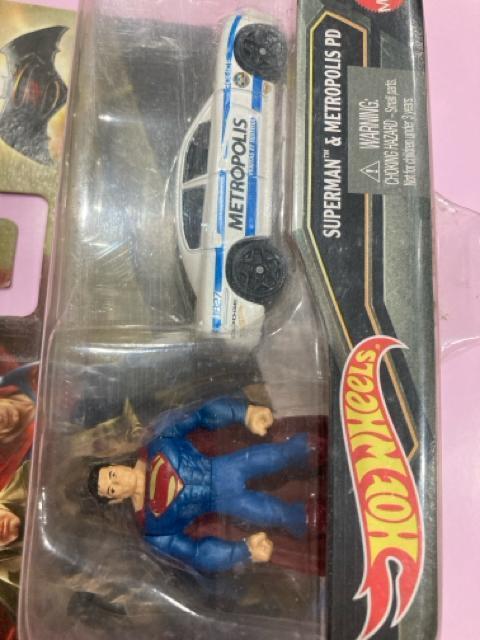 SUPERMAN™ & METROPOLIS PD
WARNING:
CHOKING HAZARD – Small parts.
Not for children under 3 years.
METROPOLIS
HOT WHEELS